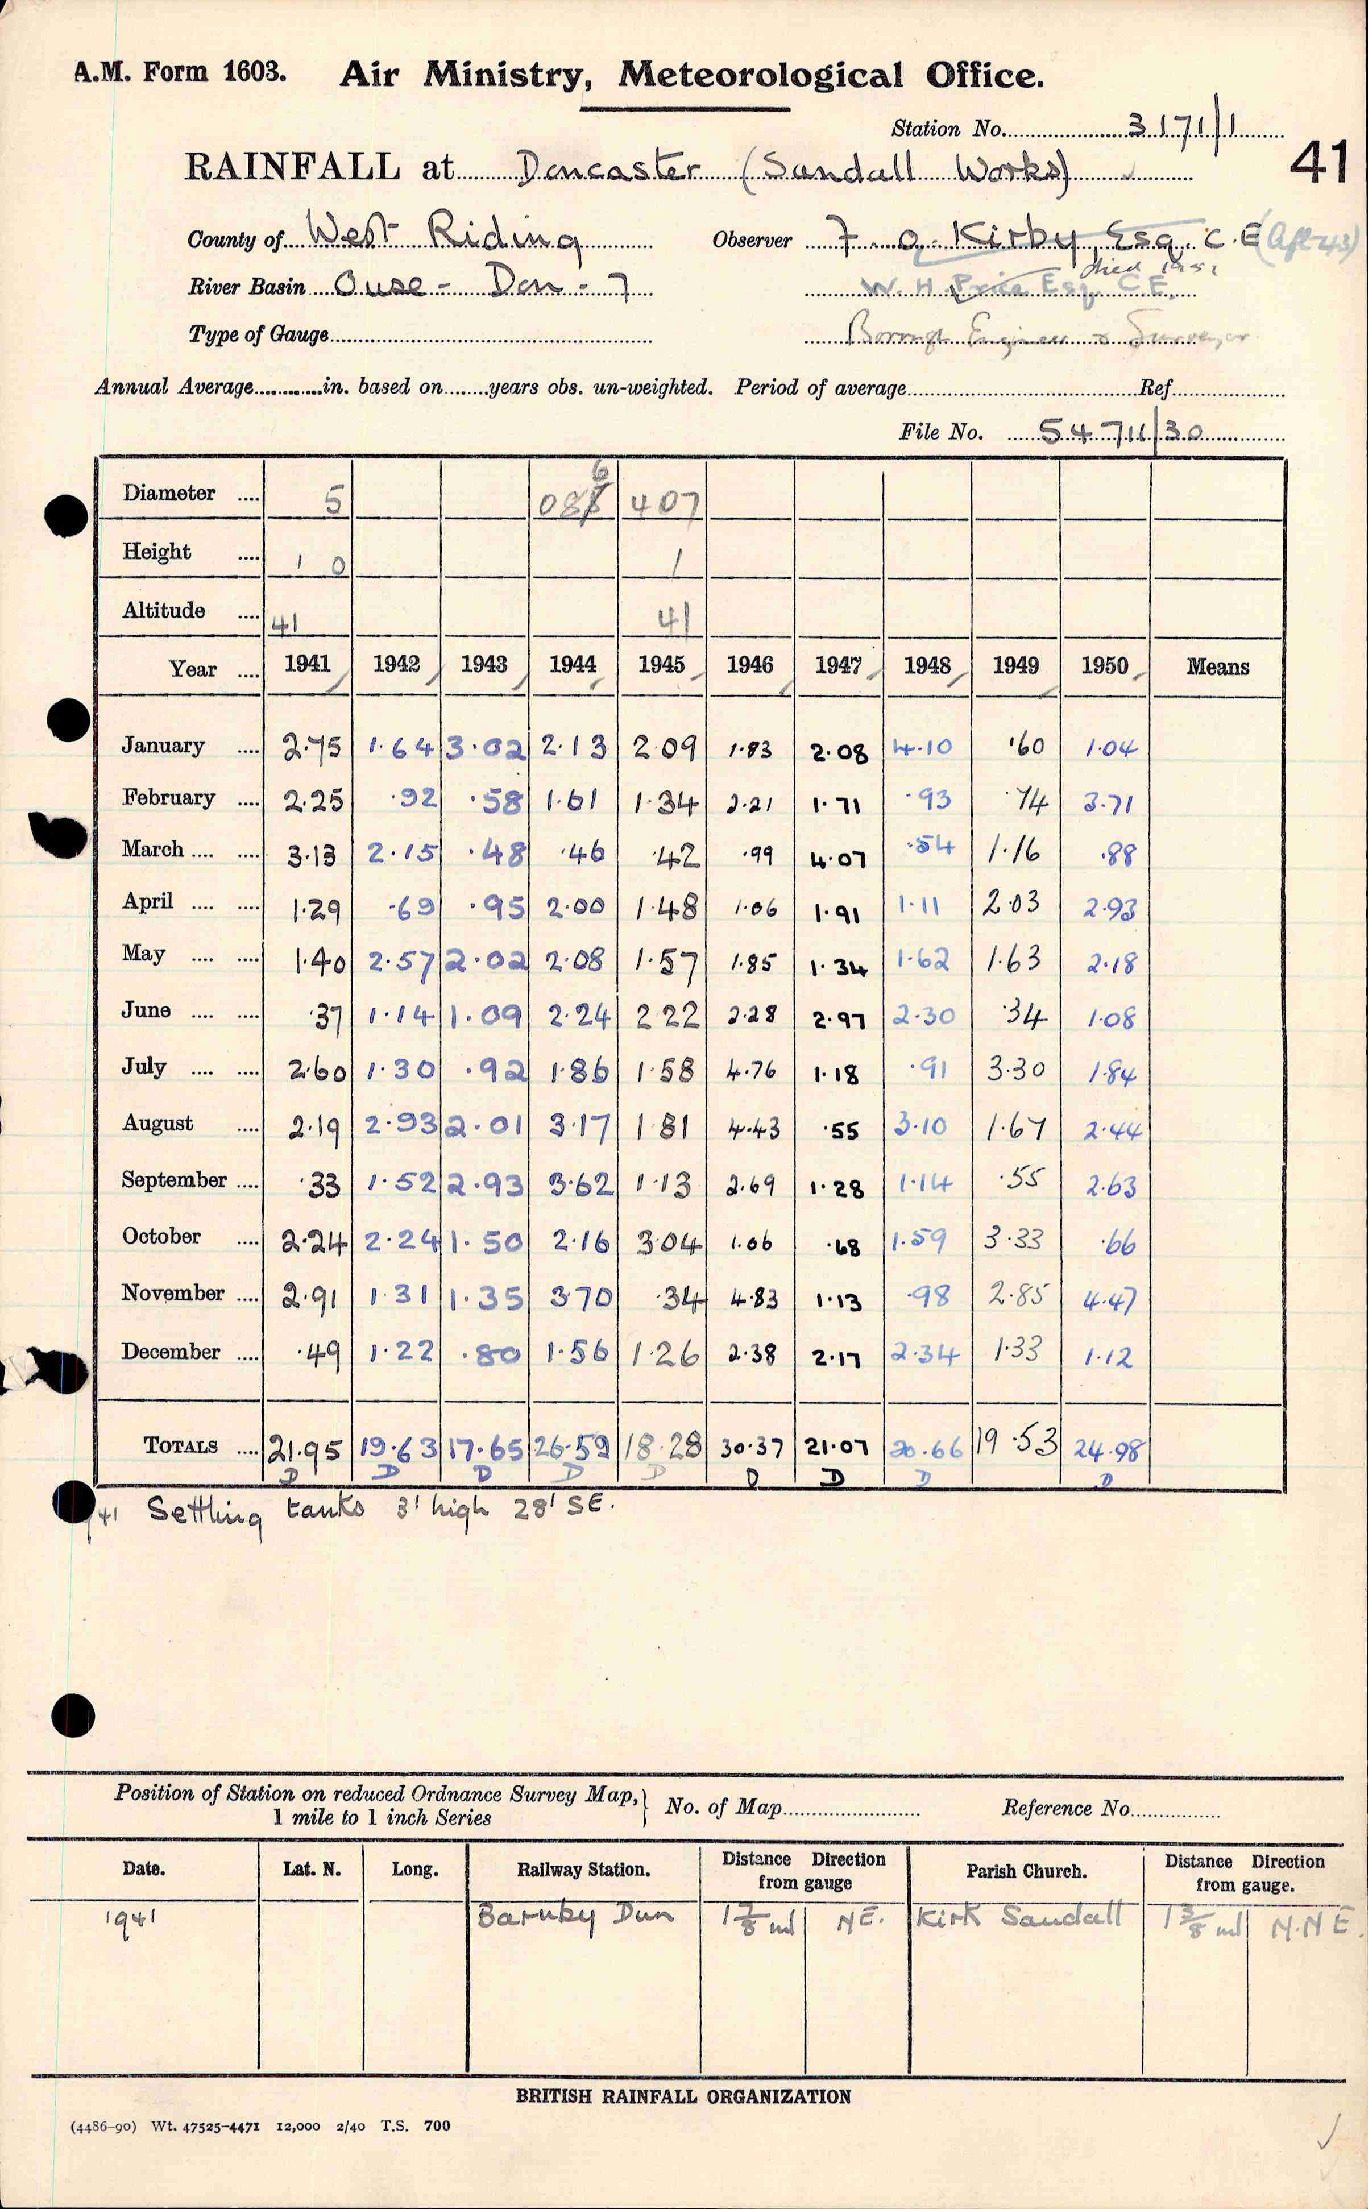 A.M. Form 1603. Air Ministry, Meteorological Office.
Station No. 3171/1
41
RAINFALL at Doncaster (Sandall Works)
County of West Riding Observer F. O. Kirby, Esq. C.E.
died 1951
River Basin Ouse - Don - 7 W. H. Price Esq. C.E.
Type of Gauge Borough Engineer & Surveyor
Annual Average in. based on years obs. un-weighted. Period of average Ref
File No. 54711/30
Diameter 5 086 407
Height 1 0 1
Altitude 41 41
Year 1941 1942 1943 1944 1945 1946 1947 1948 1949 1950 Means
January 2.75 1.64 3.02 2.13 2.09 1.83 2.08 4.10 .60 1.04
February 2.25 .92 .58 1.61 1.34 2.21 1.71 .93 .74 3.71
March 3.13 2.15 .48 .46 .42 .99 4.07 .54 1.16 .88
April 1.29 .69 .95 2.00 1.48 1.06 1.91 1.11 2.03 2.93
May 1.40 2.57 2.02 2.08 1.57 1.85 1.34 1.62 1.63 2.18
June .37 1.14 1.09 2.24 2.22 2.28 2.97 2.30 .34 1.08
July 2.60 1.30 .92 1.86 1.58 4.76 1.18 .91 3.30 1.84
August 2.19 2.93 2.01 3.17 1.81 4.43 .55 3.10 1.67 2.44
September .33 1.52 2.93 3.62 1.13 2.69 1.28 1.14 .55 2.63
October 2.24 2.24 1.50 2.16 3.04 1.06 .68 1.59 3.33 .66
November 2.91 1.31 1.35 3.70 .34 4.83 1.13 .98 2.85 4.47
December .49 1.22 .80 1.56 1.26 2.38 2.17 2.34 1.33 1.12
TOTALS 21.95 19.63 17.65 26.59 18.28 30.37 21.07 20.66 19.53 24.98
D D D D D D D D D
41 Settling tanks 3' high 28' SE.
Position of Station on reduced Ordnance Survey Map, 1 mile to 1 inch Series No. of Map Reference No.
Date. Lat. N. Long. Railway Station. Distance Direction from gauge Parish Church. Distance Direction from gauge.
1941 Barnby Dun 1 7/8 ml NE. Kirk Sandall 1 3/8 ml N.N E.
BRITISH RAINFALL ORGANIZATION
(4486-90) Wt. 47525-4471 12,000 2/40 T.S. 700